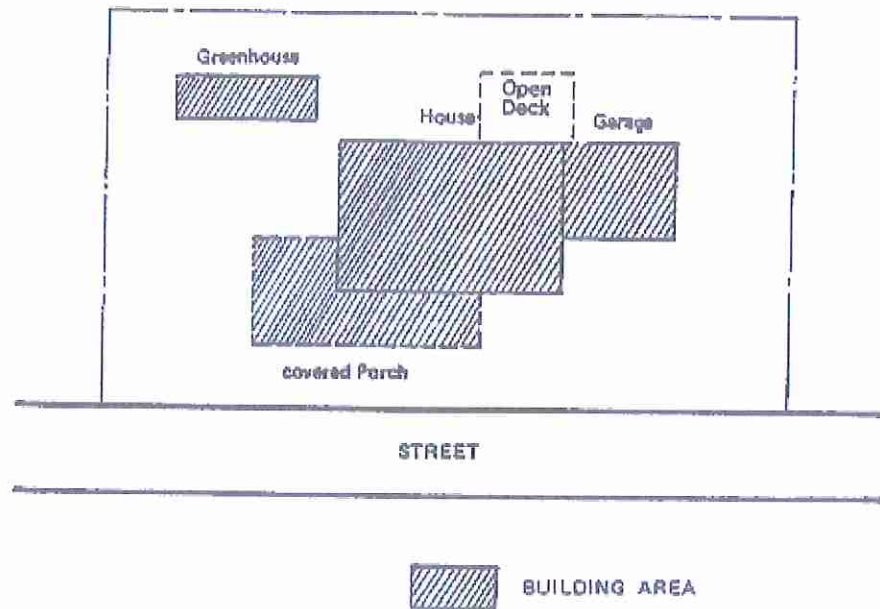 Greenhouse
Open
Deck
House
Garage
covered Porch
STREET
BUILDING AREA